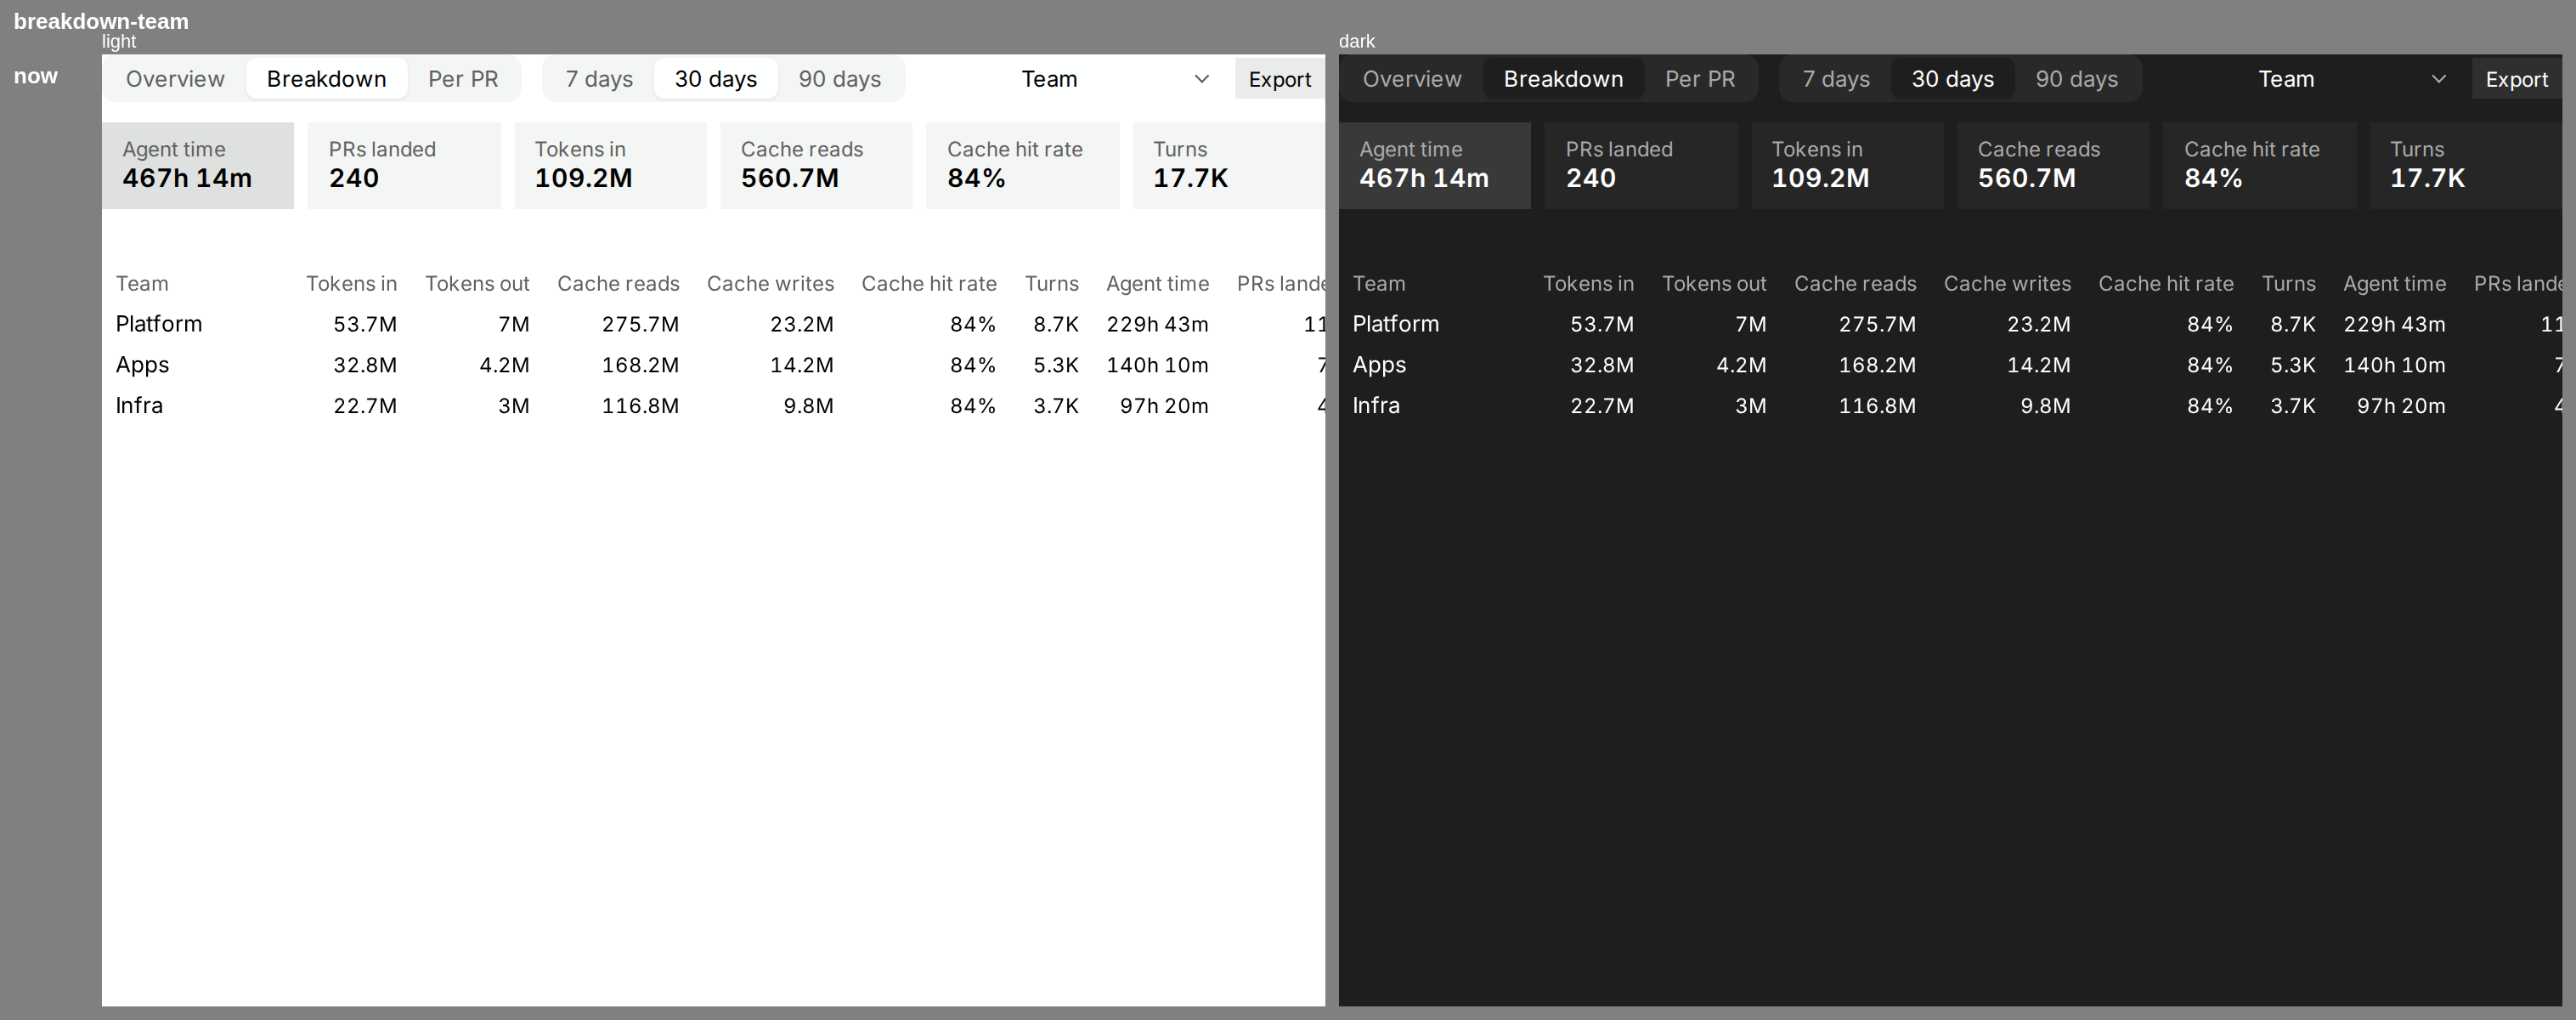 breakdown-team
light
dark
now
Overview Breakdown Per PR 7 days 30 days 90 days Team Export
Agent time PRs landed Tokens in Cache reads Cache hit rate Turns
467h 14m 240 109.2M 560.7M 84% 17.7K
Team Tokens in Tokens out Cache reads Cache writes Cache hit rate Turns Agent time PRs
Platform 53.7M 7M 275.7M 23.2M 84% 8.7K 229h 43m
Apps 32.8M 4.2M 168.2M 14.2M 84% 5.3K 140h 10m
Infra 22.7M 3M 116.8M 9.8M 84% 3.7K 97h 20m
Overview Breakdown Per PR 7 days 30 days 90 days Team Export
Agent time PRs landed Tokens in Cache reads Cache hit rate Turns
467h 14m 240 109.2M 560.7M 84% 17.7K
Team Tokens in Tokens out Cache reads Cache writes Cache hit rate Turns Agent time PRs
Platform 53.7M 7M 275.7M 23.2M 84% 8.7K 229h 43m
Apps 32.8M 4.2M 168.2M 14.2M 84% 5.3K 140h 10m
Infra 22.7M 3M 116.8M 9.8M 84% 3.7K 97h 20m